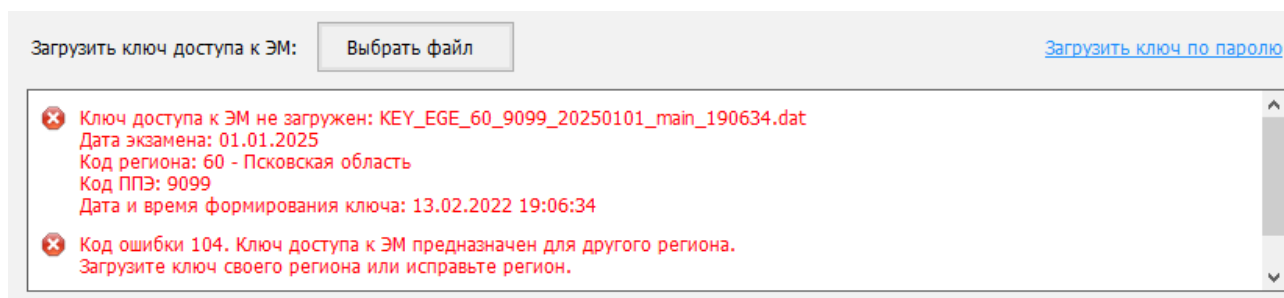 Загрузить ключ доступа к ЭМ: Выбрать файл Загрузить ключ по паролю
Ключ доступа к ЭМ не загружен: KEY_EGE_60_9099_20250101_main_190634.dat
Дата экзамена: 01.01.2025
Код региона: 60 - Псковская область
Код ППЭ: 9099
Дата и время формирования ключа: 13.02.2022 19:06:34
Код ошибки 104. Ключ доступа к ЭМ предназначен для другого региона.
Загрузите ключ своего региона или исправьте регион.